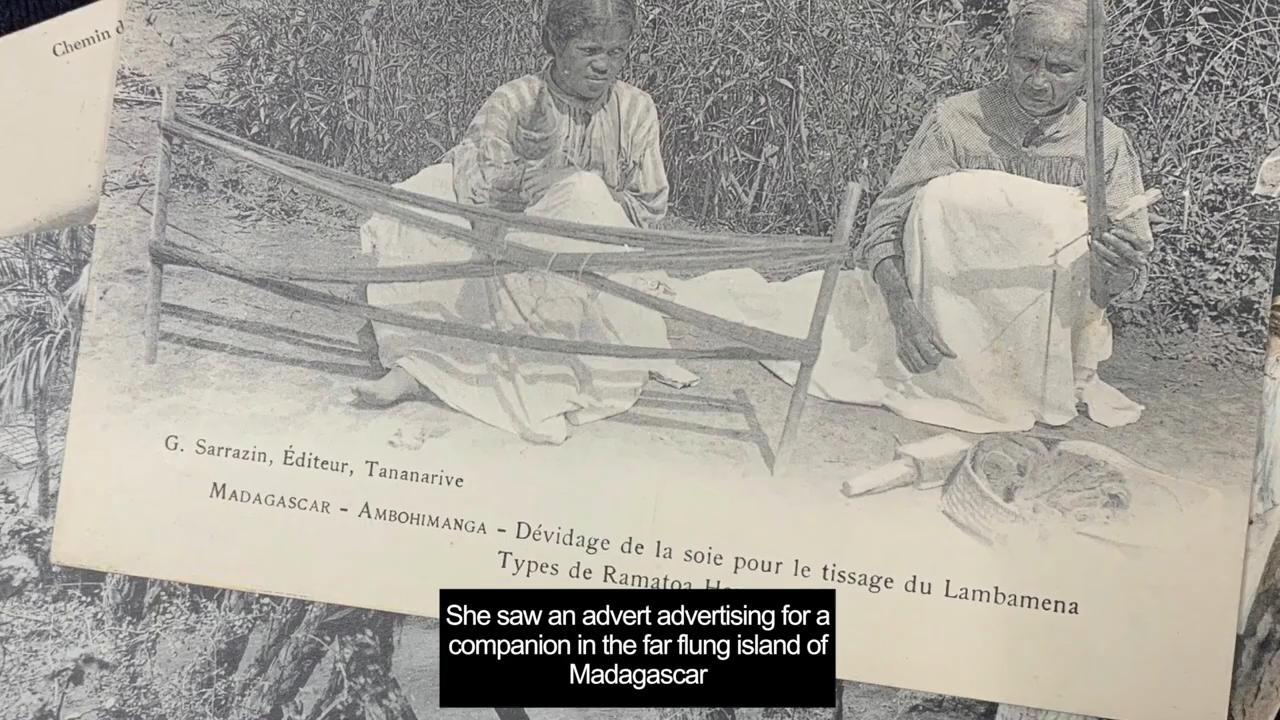 Chemin d
G. Sarrazin, Éditeur, Tananarive
MADAGASCAR - AMBOHIMANGA - Dévidage de la soie pour le tissage du Lambamena
Types de Ramatoa
She saw an advert advertising for a
companion in the far flung island of
Madagascar